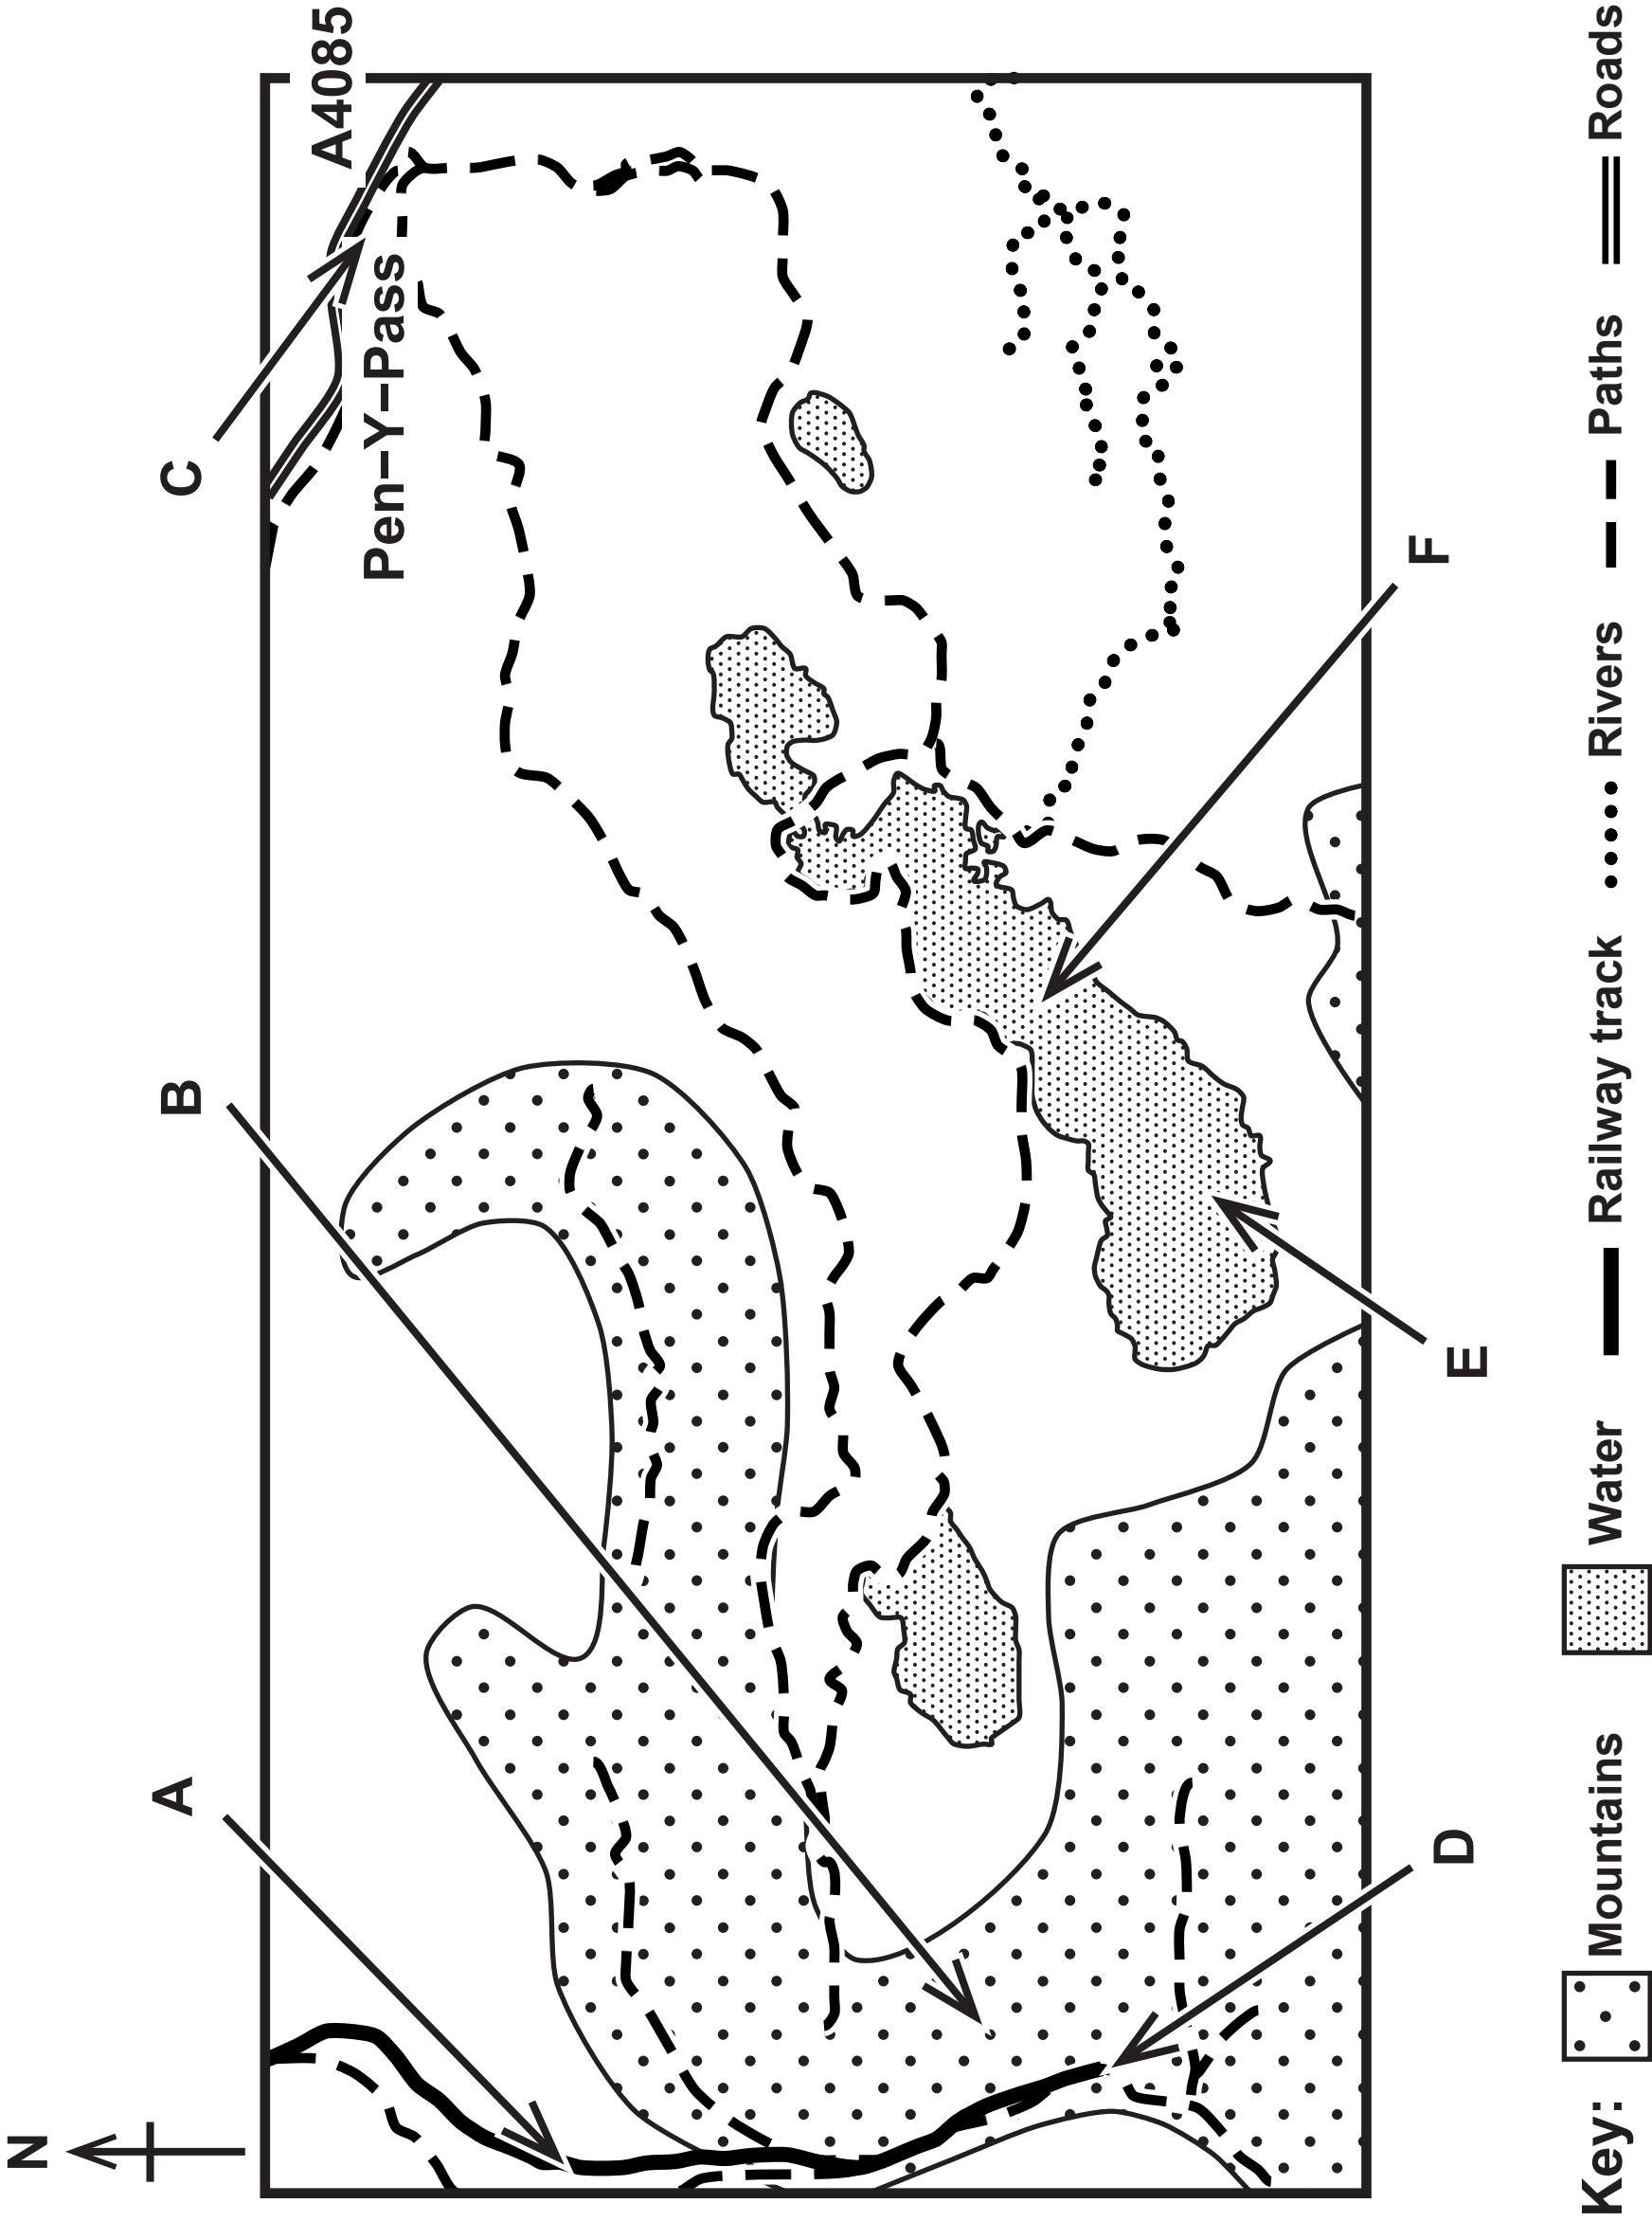 N
A
B
C
A4085
Pen–Y–Pass
D
E
F
Key: Mountains Water Railway track Rivers Paths Roads